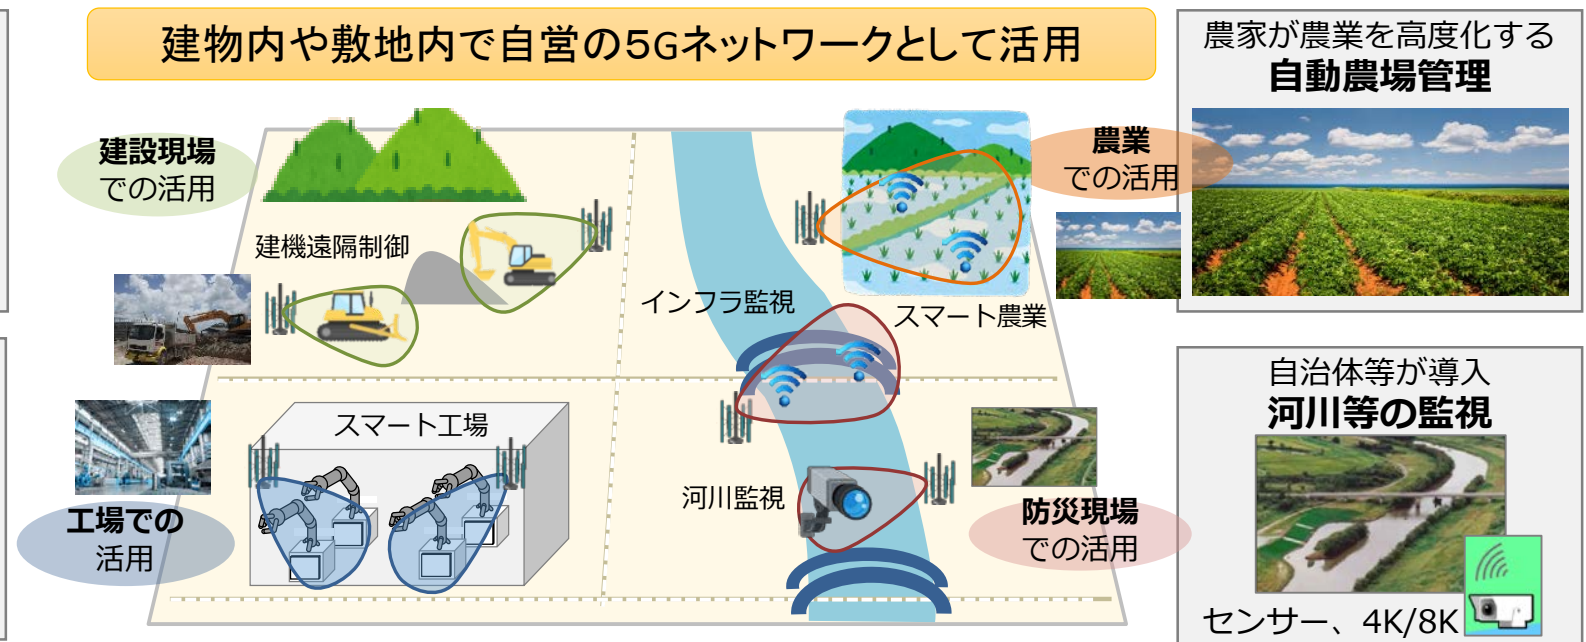 建物内や敷地内で自営の5Gネットワークとして活用
農家が農業を高度化する
自動農場管理
建設現場
での活用
農業
での活用
建機遠隔制御
インフラ監視
スマート農業
自治体等が導入
河川等の監視
スマート工場
河川監視
工場での
活用
防災現場
での活用
センサー、4K/8K